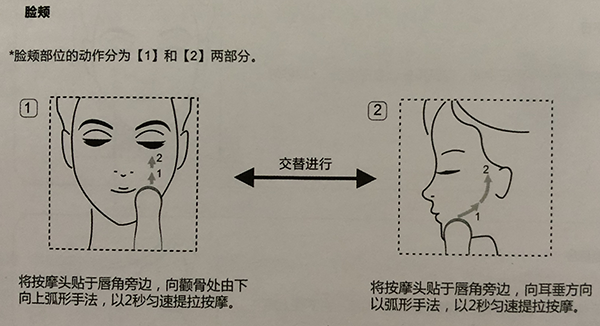 脸颊
*脸颊部位的动作分为【1】和【2】两部分。
1
2
1
交替进行
2
2
1
将按摩头贴于唇角旁边，向颧骨处由下
向上弧形手法，以2秒匀速提拉按摩。
将按摩头贴于唇角旁边，向耳垂方向
以弧形手法，以2秒匀速提拉按摩。